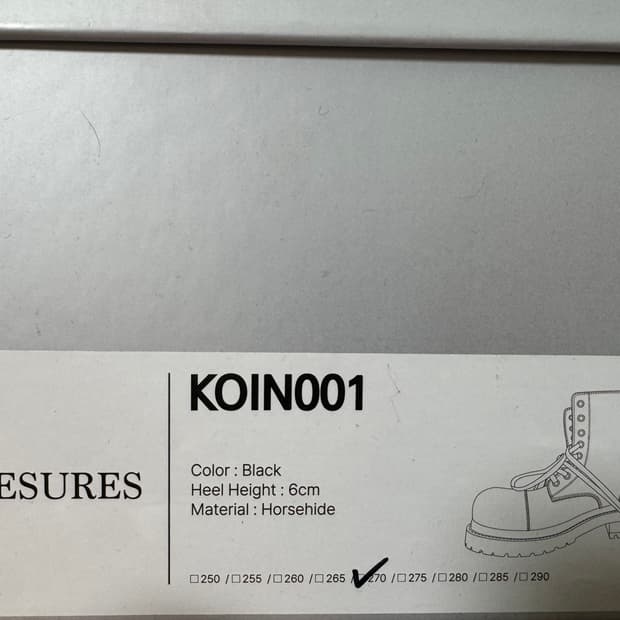 ESURES
KOIN001
Color : Black
Heel Height : 6cm
Material : Horsehide
☐250 /☐255 /☐260 /☐265 /☑270 /☐275 /☐280 /☐285 /☐290